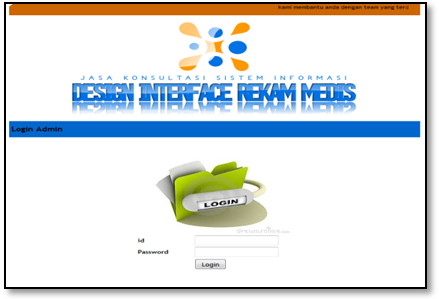 kami membantu anda dengan team yang terc
JASA KONSULTASI SISTEM INFORMASI
DESIGN INTERFACE REKAM MEDIS
Login Admin
LOGIN
id
Password
Login